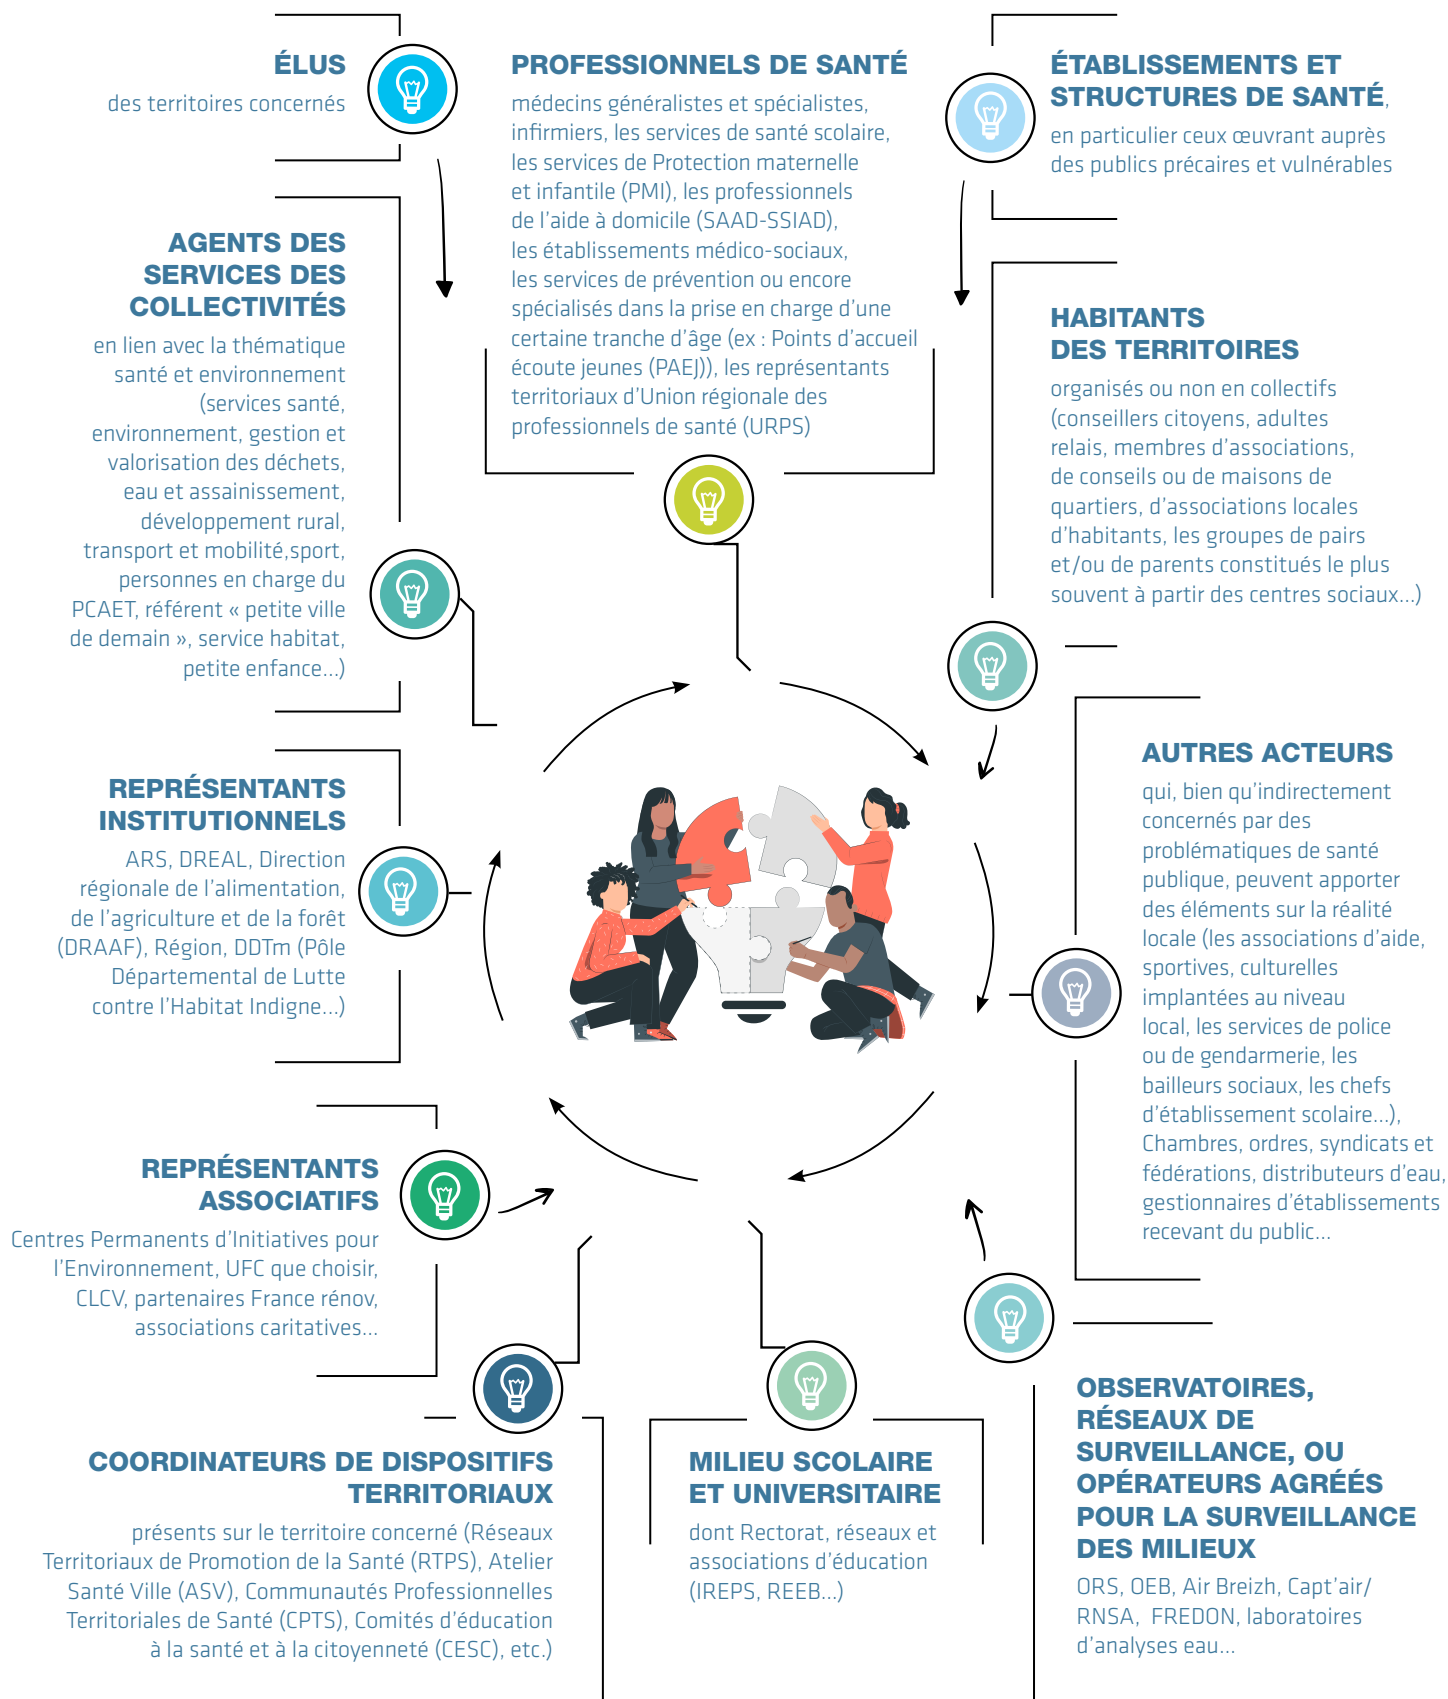 ÉLUS
des territoires concernés
PROFESSIONNELS DE SANTÉ
médecins généralistes et spécialistes,
infirmiers, les services de santé scolaire,
les services de Protection maternelle
et infantile (PMI), les professionnels
de l'aide à domicile (SAAD-SSIAD),
les établissements médico-sociaux,
les services de prévention ou encore
spécialisés dans la prise en charge d'une
certaine tranche d'âge (ex : Points d'accueil
écoute jeunes (PAEJ)), les représentants
territoriaux d'Union régionale des
professionnels de santé (URPS)
ÉTABLISSEMENTS ET
STRUCTURES DE SANTÉ,
en particulier ceux œuvrant auprès
des publics précaires et vulnérables
AGENTS DES
SERVICES DES
COLLECTIVITÉS
en lien avec la thématique
santé et environnement
(services santé,
environnement, gestion et
valorisation des déchets,
eau et assainissement,
développement rural,
transport et mobilité,sport,
personnes en charge du
PCAET, référent « petite ville
de demain », service habitat,
petite enfance...)
HABITANTS
DES TERRITOIRES
organisés ou non en collectifs
(conseillers citoyens, adultes
relais, membres d'associations,
de conseils ou de maisons de
quartiers, d'associations locales
d'habitants, les groupes de pairs
et/ou de parents constitués le plus
souvent à partir des centres sociaux...)
REPRÉSENTANTS
INSTITUTIONNELS
ARS, DREAL, Direction
régionale de l'alimentation,
de l'agriculture et de la forêt
(DRAAF), Région, DDTm (Pôle
Départemental de Lutte
contre l'Habitat Indigne...)
AUTRES ACTEURS
qui, bien qu'indirectement
concernés par des
problématiques de santé
publique, peuvent apporter
des éléments sur la réalité
locale (les associations d'aide,
sportives, culturelles
implantées au niveau
local, les services de police
ou de gendarmerie, les
bailleurs sociaux, les chefs
d'établissement scolaire...),
Chambres, ordres, syndicats et
fédérations, distributeurs d'eau,
gestionnaires d'établissements
recevant du public...
REPRÉSENTANTS
ASSOCIATIFS
Centres Permanents d'Initiatives pour
l'Environnement, UFC que choisir,
CLCV, partenaires France rénov,
associations caritatives...
COORDINATEURS DE DISPOSITIFS
TERRITORIAUX
présents sur le territoire concerné (Réseaux
Territoriaux de Promotion de la Santé (RTPS), Atelier
Santé Ville (ASV), Communautés Professionnelles
Territoriales de Santé (CPTS), Comités d'éducation
à la santé et à la citoyenneté (CESC), etc.)
MILIEU SCOLAIRE
ET UNIVERSITAIRE
dont Rectorat, réseaux et
associations d'éducation
(IREPS, REEB...)
OBSERVATOIRES,
RÉSEAUX DE
SURVEILLANCE, OU
OPÉRATEURS AGRÉÉS
POUR LA SURVEILLANCE
DES MILIEUX
ORS, OEB, Air Breizh, Capt'air/
RNSA, FREDON, laboratoires
d'analyses eau...